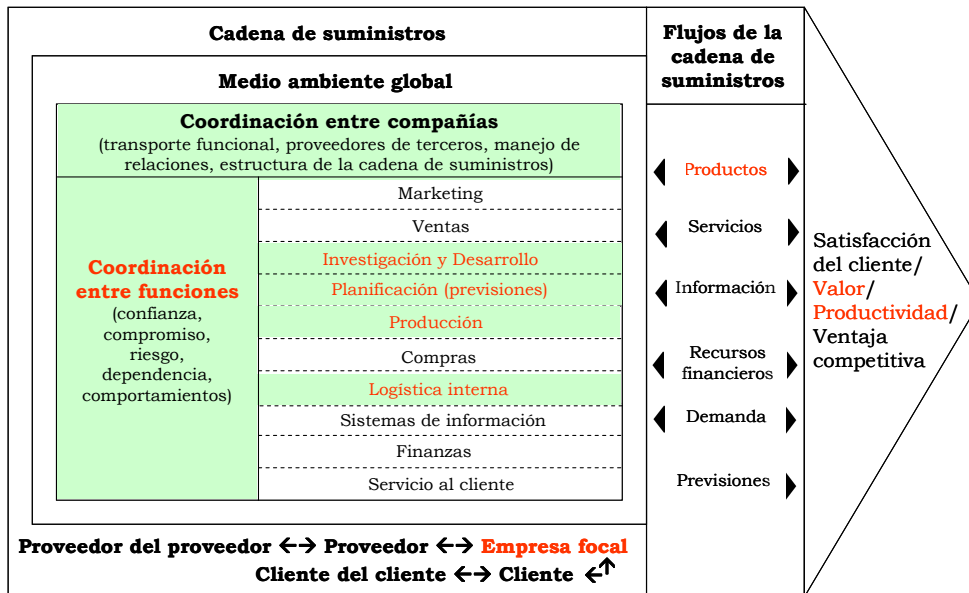 Cadena de suministros
Medio ambiente global
Coordinación entre compañías
(transporte funcional, proveedores de terceros, manejo de
relaciones, estructura de la cadena de suministros)
Coordinación
entre funciones
(confianza,
compromiso,
riesgo,
dependencia,
comportamientos)
Marketing
Ventas
Investigación y Desarrollo
Planificación (previsiones)
Producción
Compras
Logística interna
Sistemas de información
Finanzas
Servicio al cliente
Proveedor del proveedor ←→ Proveedor ←→ Empresa focal
Cliente del cliente ←→ Cliente ←↑
Flujos de la
cadena de
suministros
Productos
Servicios
Información
Recursos
financieros
Demanda
Previsiones
Satisfacción
del cliente/
Valor/
Productividad/
Ventaja
competitiva